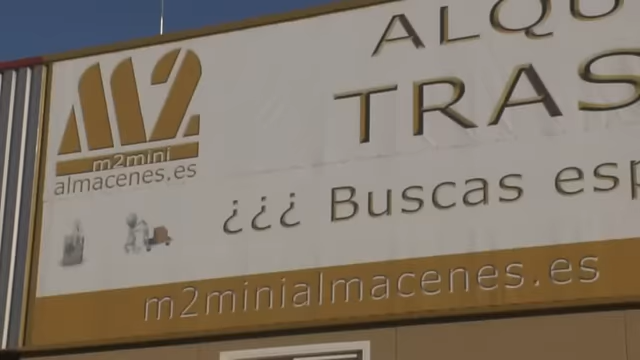 M2
m2mini
almacenes.es
ALQU
TRAS
¿¿¿ Buscas esp
m2minialmacenes.es